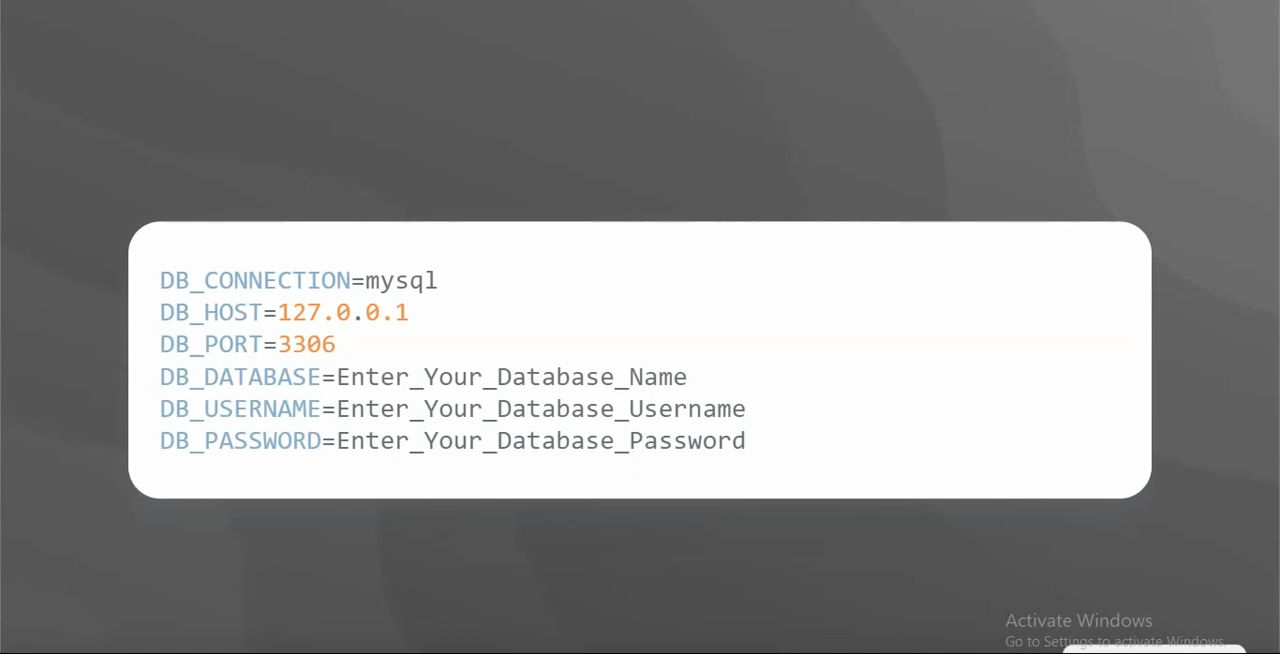 DB_CONNECTION=mysql
DB_HOST=127.0.0.1
DB_PORT=3306
DB_DATABASE=Enter_Your_Database_Name
DB_USERNAME=Enter_Your_Database_Username
DB_PASSWORD=Enter_Your_Database_Password
Activate Windows
Go to Settings to activate Windows.